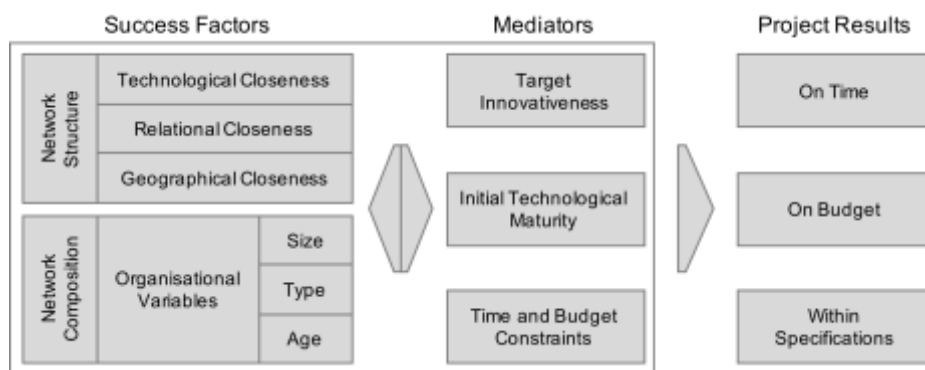 Success Factors
Mediators
Project Results
Network
Structure
Technological Closeness
Relational Closeness
Geographical Closeness
Network
Composition
Organisational
Variables
Size
Type
Age
Target
Innovativeness
Initial Technological
Maturity
Time and Budget
Constraints
On Time
On Budget
Within
Specifications